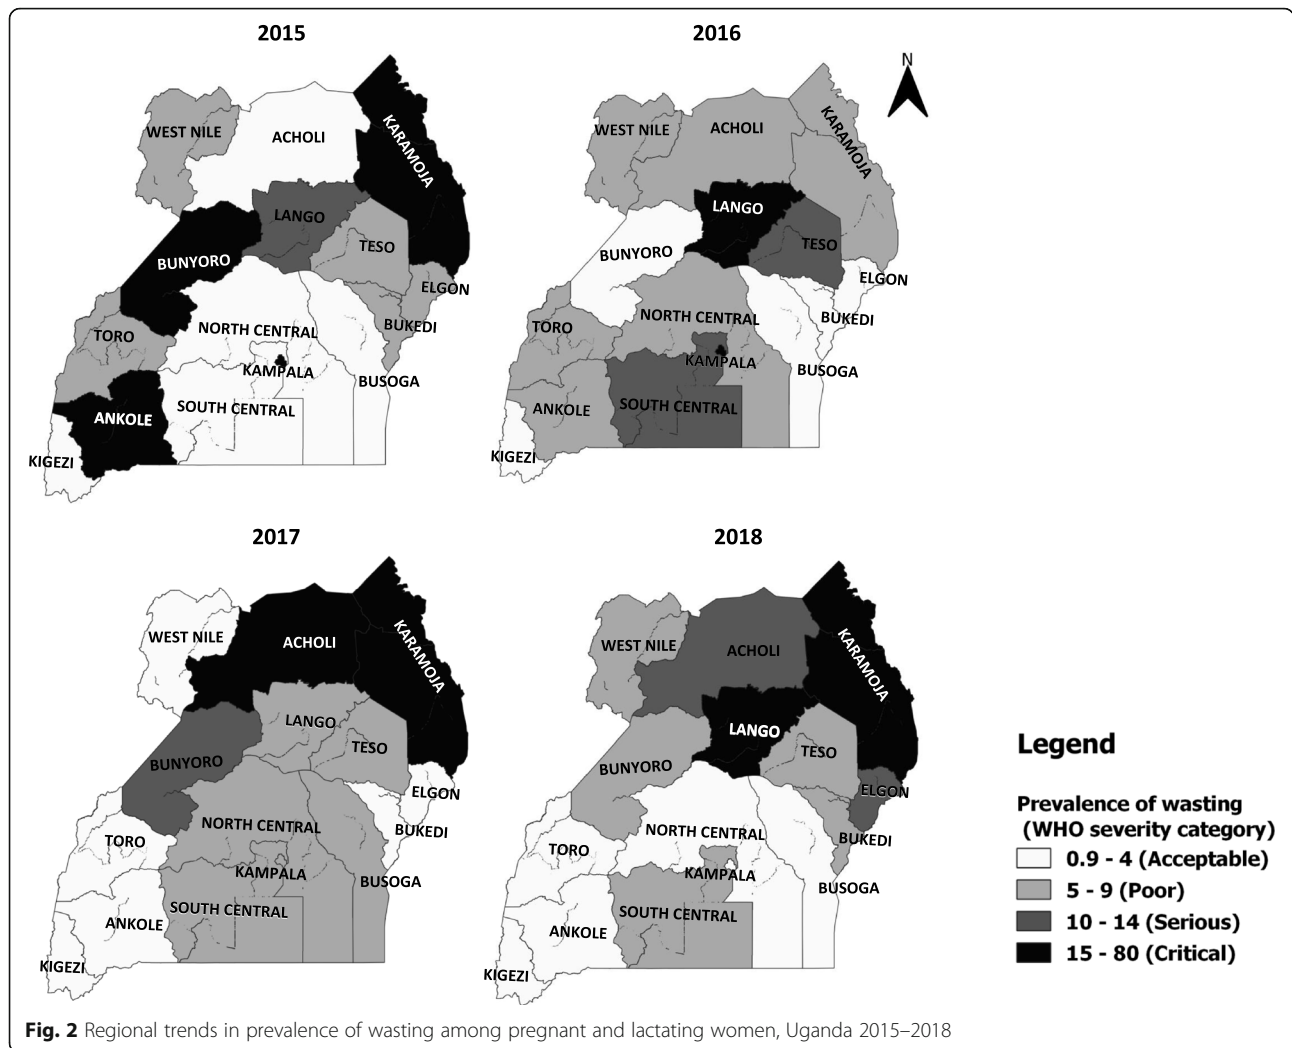 2015
2016
N
WEST NILE
ACHOLI
KARAMOJA
LANGO
TESO
BUNYORO
ELGON
BUKEDI
TORO
NORTH CENTRAL
KAMPALA
BUSOGA
ANKOLE
SOUTH CENTRAL
KIGEZI
WEST NILE
ACHOLI
KARAMOJA
LANGO
TESO
BUNYORO
ELGON
BUKEDI
TORO
NORTH CENTRAL
KAMPALA
BUSOGA
ANKOLE
SOUTH CENTRAL
KIGEZI
2017
2018
WEST NILE
ACHOLI
KARAMOJA
LANGO
TESO
BUNYORO
ELGON
BUKEDI
TORO
NORTH CENTRAL
KAMPALA
BUSOGA
ANKOLE
SOUTH CENTRAL
KIGEZI
WEST NILE
ACHOLI
KARAMOJA
LANGO
TESO
BUNYORO
ELGON
BUKEDI
TORO
NORTH CENTRAL
KAMPALA
BUSOGA
ANKOLE
SOUTH CENTRAL
KIGEZI
Legend
Prevalence of wasting
(WHO severity category)
0.9 - 4 (Acceptable)
5 - 9 (Poor)
10 - 14 (Serious)
15 - 80 (Critical)
Fig. 2 Regional trends in prevalence of wasting among pregnant and lactating women, Uganda 2015–2018